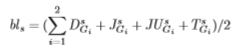 bl_s = (\sum_{i=1}^{2} D^s_{G_i} + J^s_{G_i} + JU^s_{G_i} + T^s_{G_i})/2